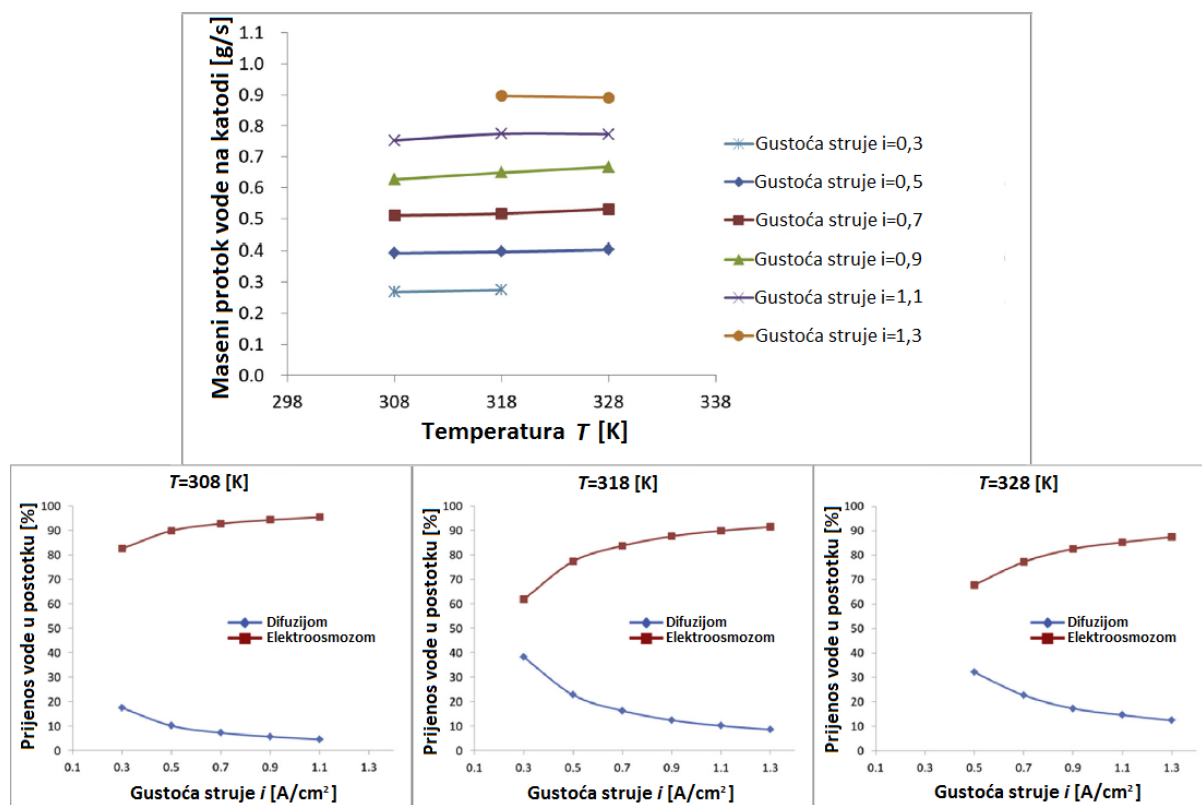 Maseni protok vode na katodi [g/s]
1.1
1.0
0.9
0.8
0.7
0.6
0.5
0.4
0.3
0.2
0.1
0.0
298 308 318 328 338
Temperatura T [K]
Gustoća struje i=0,3
Gustoća struje i=0,5
Gustoća struje i=0,7
Gustoća struje i=0,9
Gustoća struje i=1,1
Gustoća struje i=1,3
T=308 [K]
Prijenos vode u postotku [%]
100
90
80
70
60
50
40
30
20
10
0
Difuzijom
Elektroosmozom
0.1 0.3 0.5 0.7 0.9 1.1 1.3
Gustoća struje i [A/cm²]
T=318 [K]
Prijenos vode u postotku [%]
100
90
80
70
60
50
40
30
20
10
0
Difuzijom
Elektroosmozom
0.1 0.3 0.5 0.7 0.9 1.1 1.3
Gustoća struje i [A/cm²]
T=328 [K]
Prijenos vode u postotku [%]
100
90
80
70
60
50
40
30
20
10
0
Difuzijom
Elektroosmozom
0.1 0.3 0.5 0.7 0.9 1.1 1.3
Gustoća struje i [A/cm²]